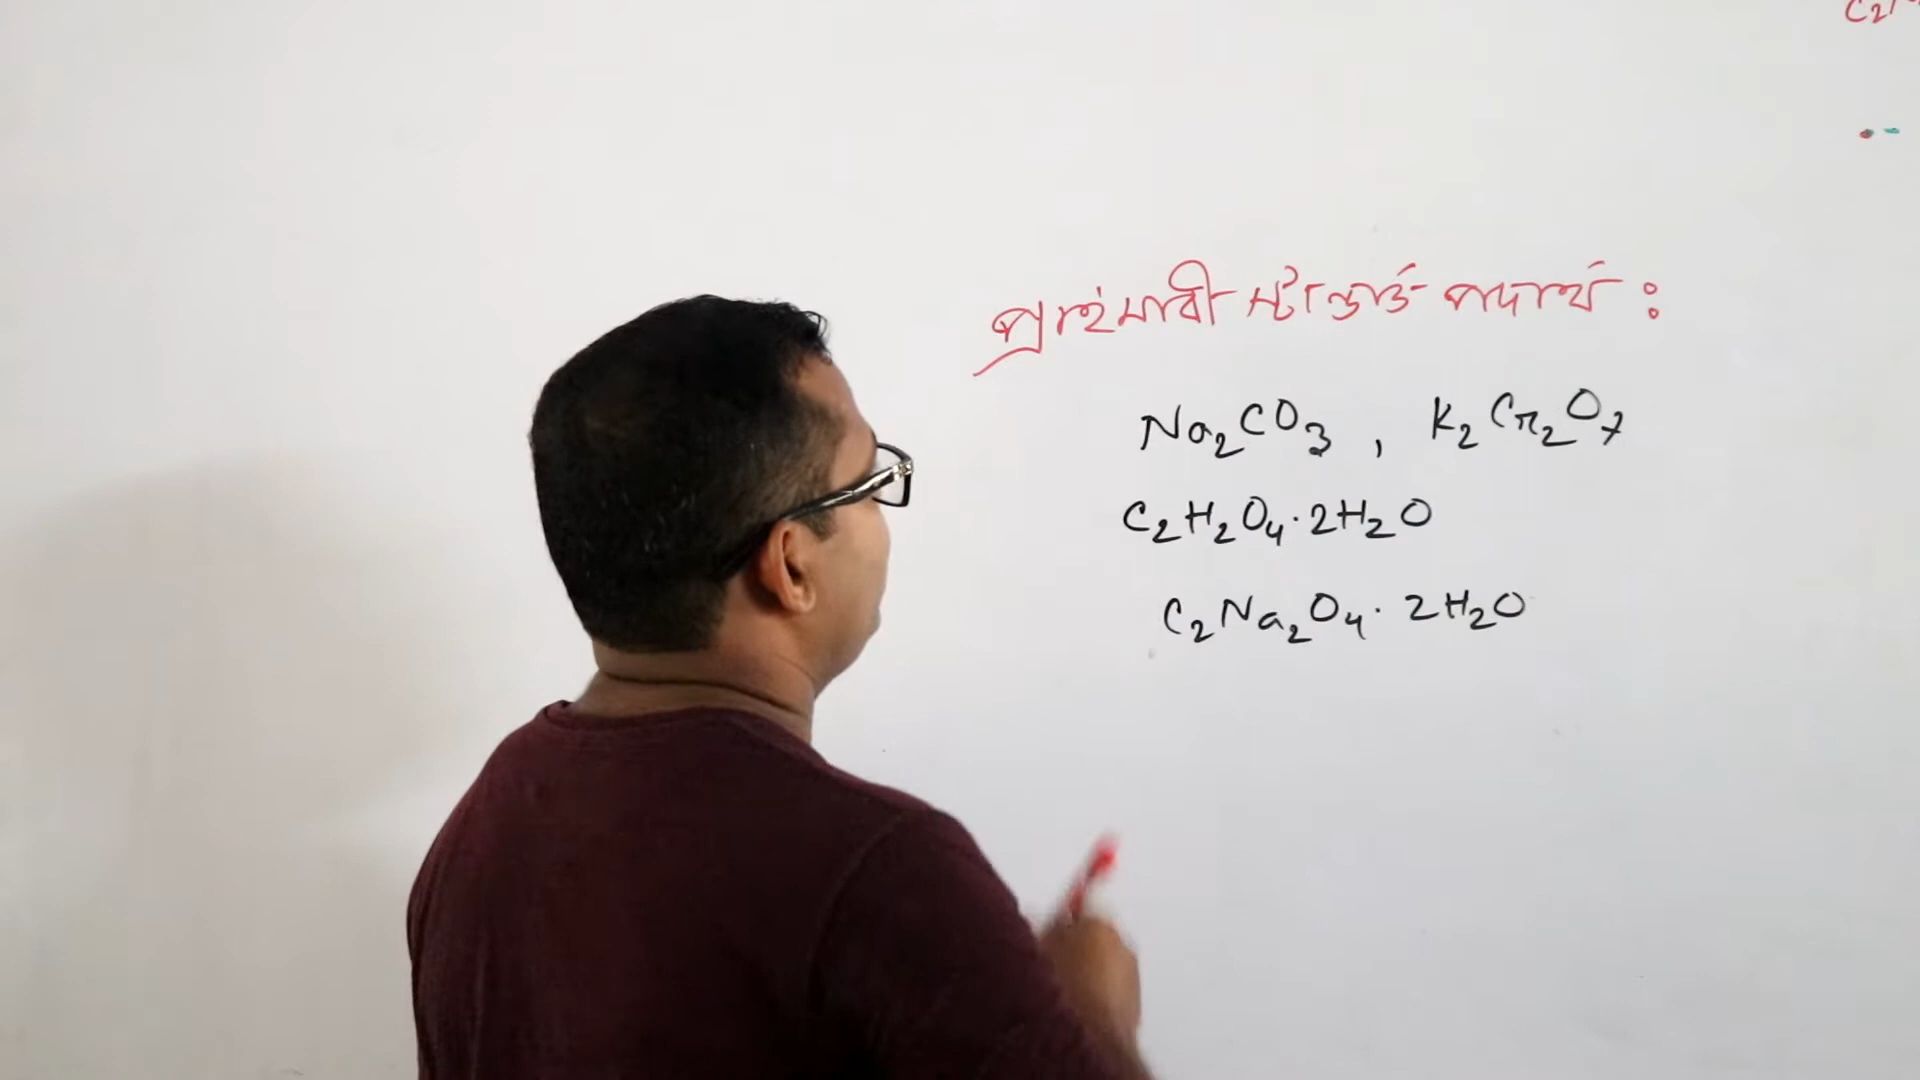 প্রাইমারী স্ট্যান্ডার্ড পদার্থ :
Na₂CO₃ , K₂Cr₂O₇
C₂H₂O₄·2H₂O
C₂Na₂O₄· 2H₂O